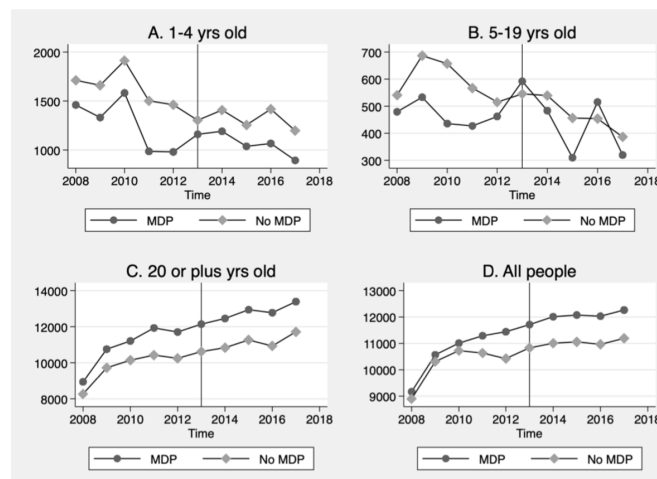 A. 1-4 yrs old
2000
1500
1000
2008 2010 2012 2014 2016 2018
Time
MDP No MDP
B. 5-19 yrs old
700
600
500
400
300
2008 2010 2012 2014 2016 2018
Time
MDP No MDP
C. 20 or plus yrs old
14000
12000
10000
8000
2008 2010 2012 2014 2016 2018
Time
MDP No MDP
D. All people
13000
12000
11000
10000
9000
2008 2010 2012 2014 2016 2018
Time
MDP No MDP